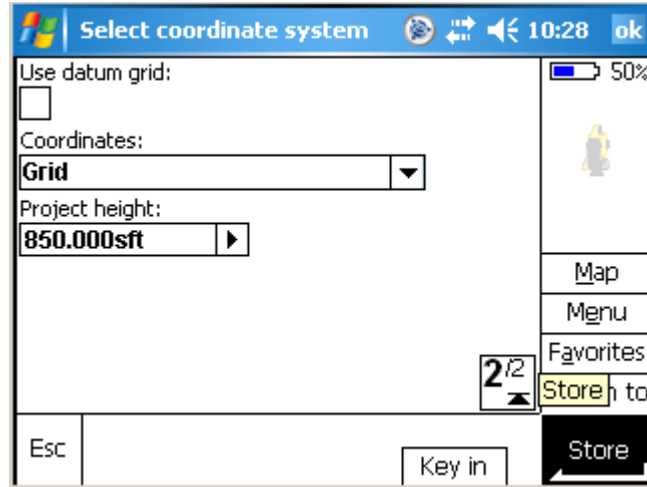 Select coordinate system 10:28 ok
Use datum grid:
50%
Coordinates:
Grid
Project height:
850.000sft
Map
Menu
Favorites
2/2
Store
to
Esc
Key in
Store